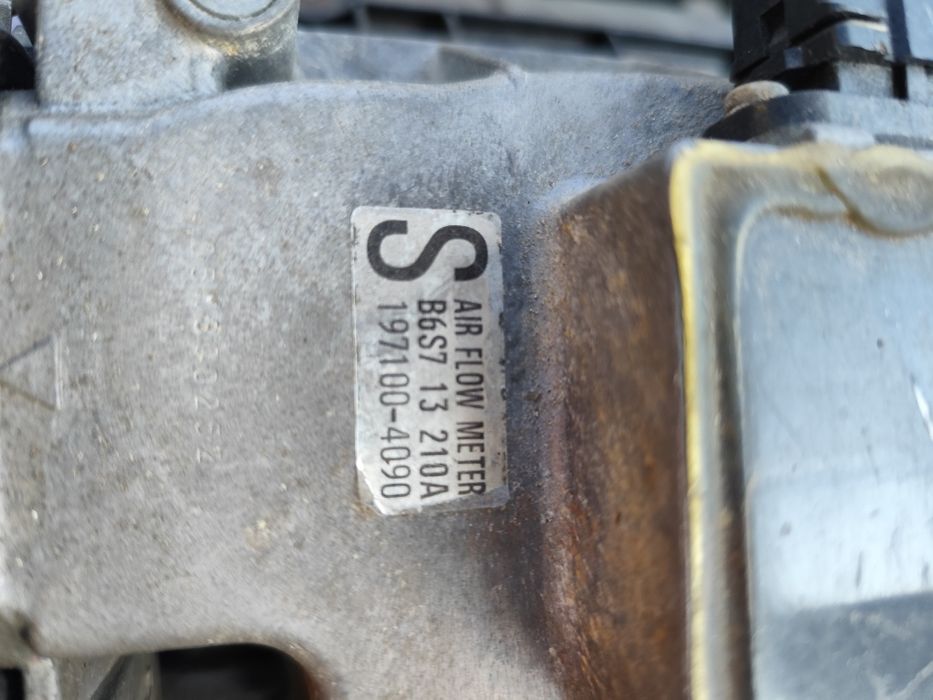 S
AIR FLOW METER
B6S7 13 210A
197100-4090